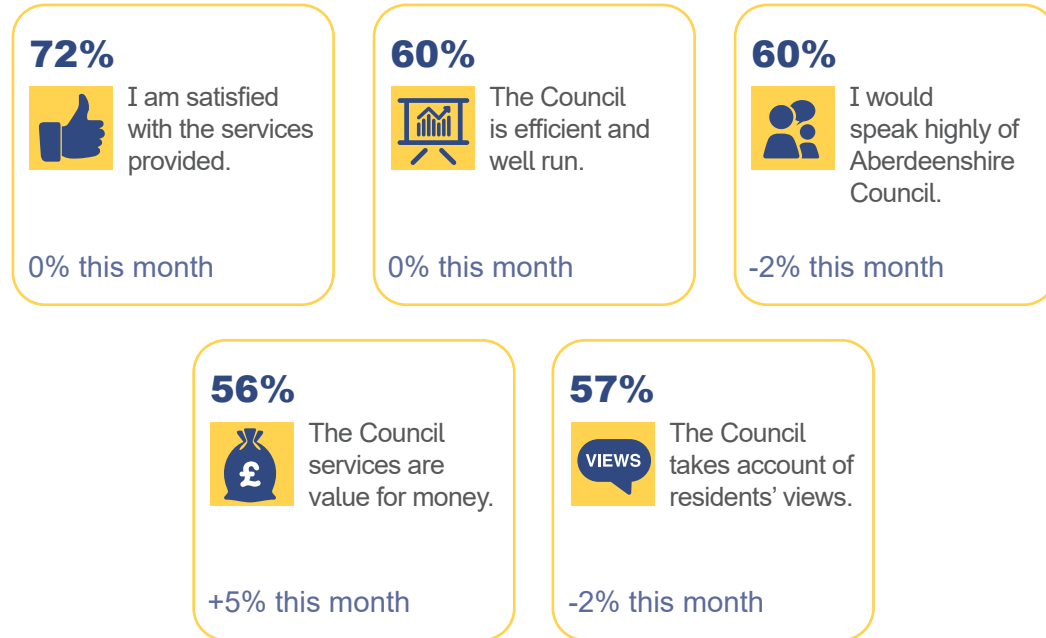 72%
I am satisfied
with the services
provided.
0% this month
60%
The Council
is efficient and
well run.
0% this month
60%
I would
speak highly of
Aberdeenshire
Council.
-2% this month
56%
£
The Council
services are
value for money.
+5% this month
57%
VIEWS
The Council
takes account of
residents’ views.
-2% this month